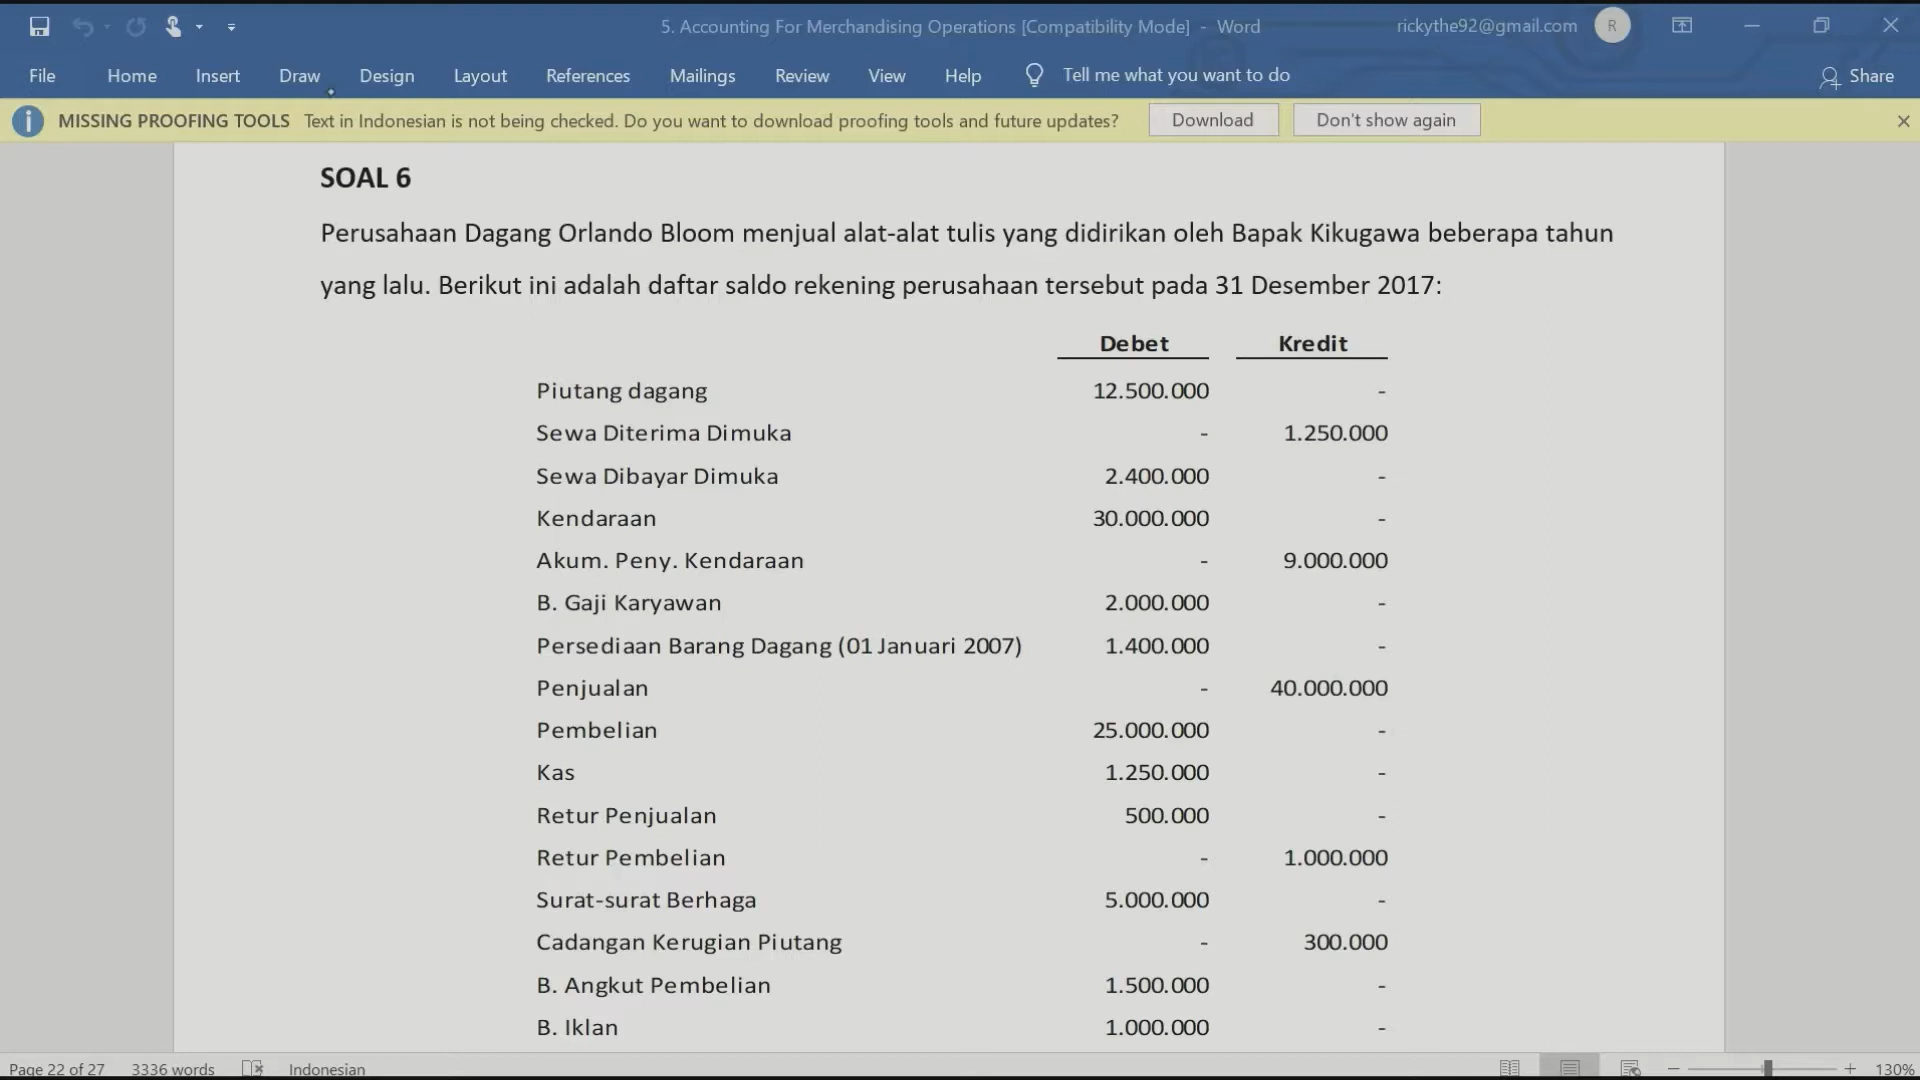 5. Accounting For Merchandising Operations [Compatibility Mode] - Word
rickythe92@gmail.com
R
File Home Insert Draw Design Layout References Mailings Review View Help Tell me what you want to do Share
MISSING PROOFING TOOLS Text in Indonesian is not being checked. Do you want to download proofing tools and future updates? Download Don't show again
SOAL 6
Perusahaan Dagang Orlando Bloom menjual alat-alat tulis yang didirikan oleh Bapak Kikugawa beberapa tahun
yang lalu. Berikut ini adalah daftar saldo rekening perusahaan tersebut pada 31 Desember 2017:
Debet Kredit
Piutang dagang 12.500.000 -
Sewa Diterima Dimuka - 1.250.000
Sewa Dibayar Dimuka 2.400.000 -
Kendaraan 30.000.000 -
Akum. Peny. Kendaraan - 9.000.000
B. Gaji Karyawan 2.000.000 -
Persediaan Barang Dagang (01 Januari 2007) 1.400.000 -
Penjualan - 40.000.000
Pembelian 25.000.000 -
Kas 1.250.000 -
Retur Penjualan 500.000 -
Retur Pembelian - 1.000.000
Surat-surat Berhaga 5.000.000 -
Cadangan Kerugian Piutang - 300.000
B. Angkut Pembelian 1.500.000 -
B. Iklan 1.000.000 -
Page 22 of 27 3336 words Indonesian 130%